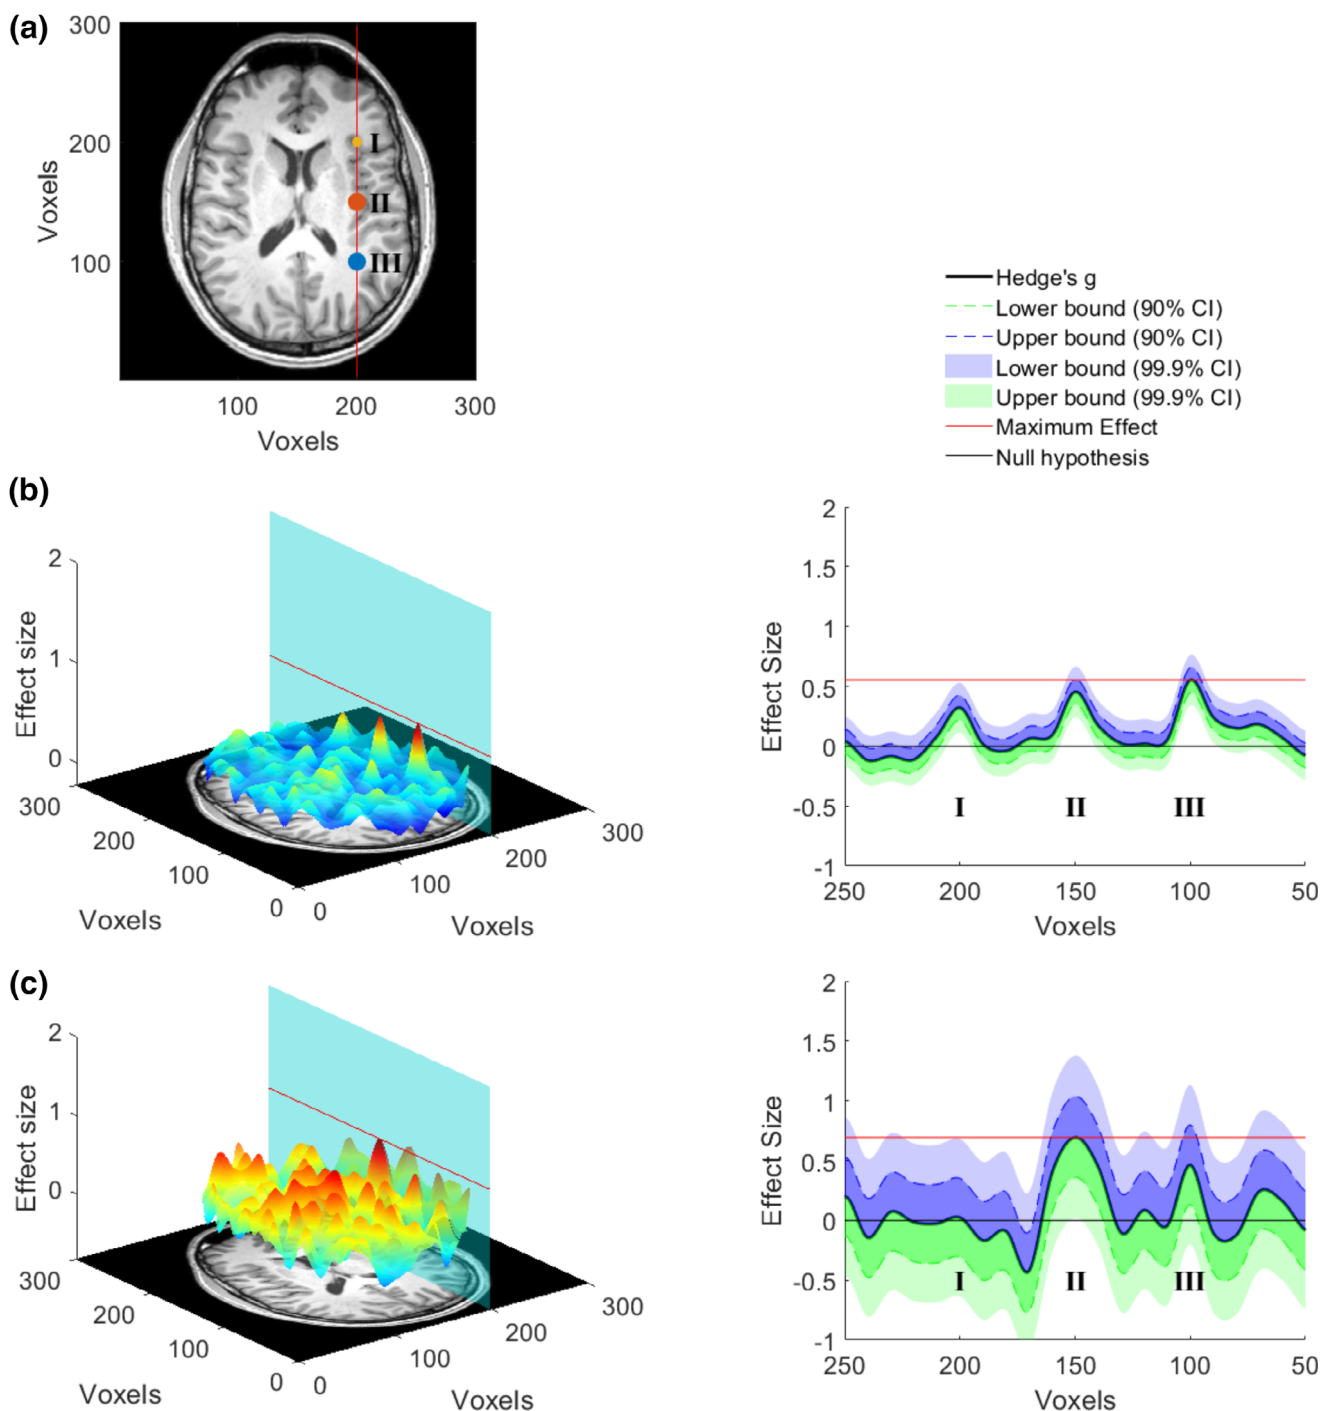 (a)
300
200
100
Voxels
I
II
III
100
200
300
Voxels
Hedge's g
Lower bound (90% CI)
Upper bound (90% CI)
Lower bound (99.9% CI)
Upper bound (99.9% CI)
Maximum Effect
Null hypothesis
(b)
2
1
0
Effect size
300
200
100
0
Voxels
0
100
200
300
Voxels
2
1.5
1
0.5
0
-0.5
-1
Effect Size
I
II
III
250
200
150
100
50
Voxels
(c)
2
1
0
Effect size
300
200
100
0
Voxels
0
100
200
300
Voxels
2
1.5
1
0.5
0
-0.5
-1
Effect Size
I
II
III
250
200
150
100
50
Voxels